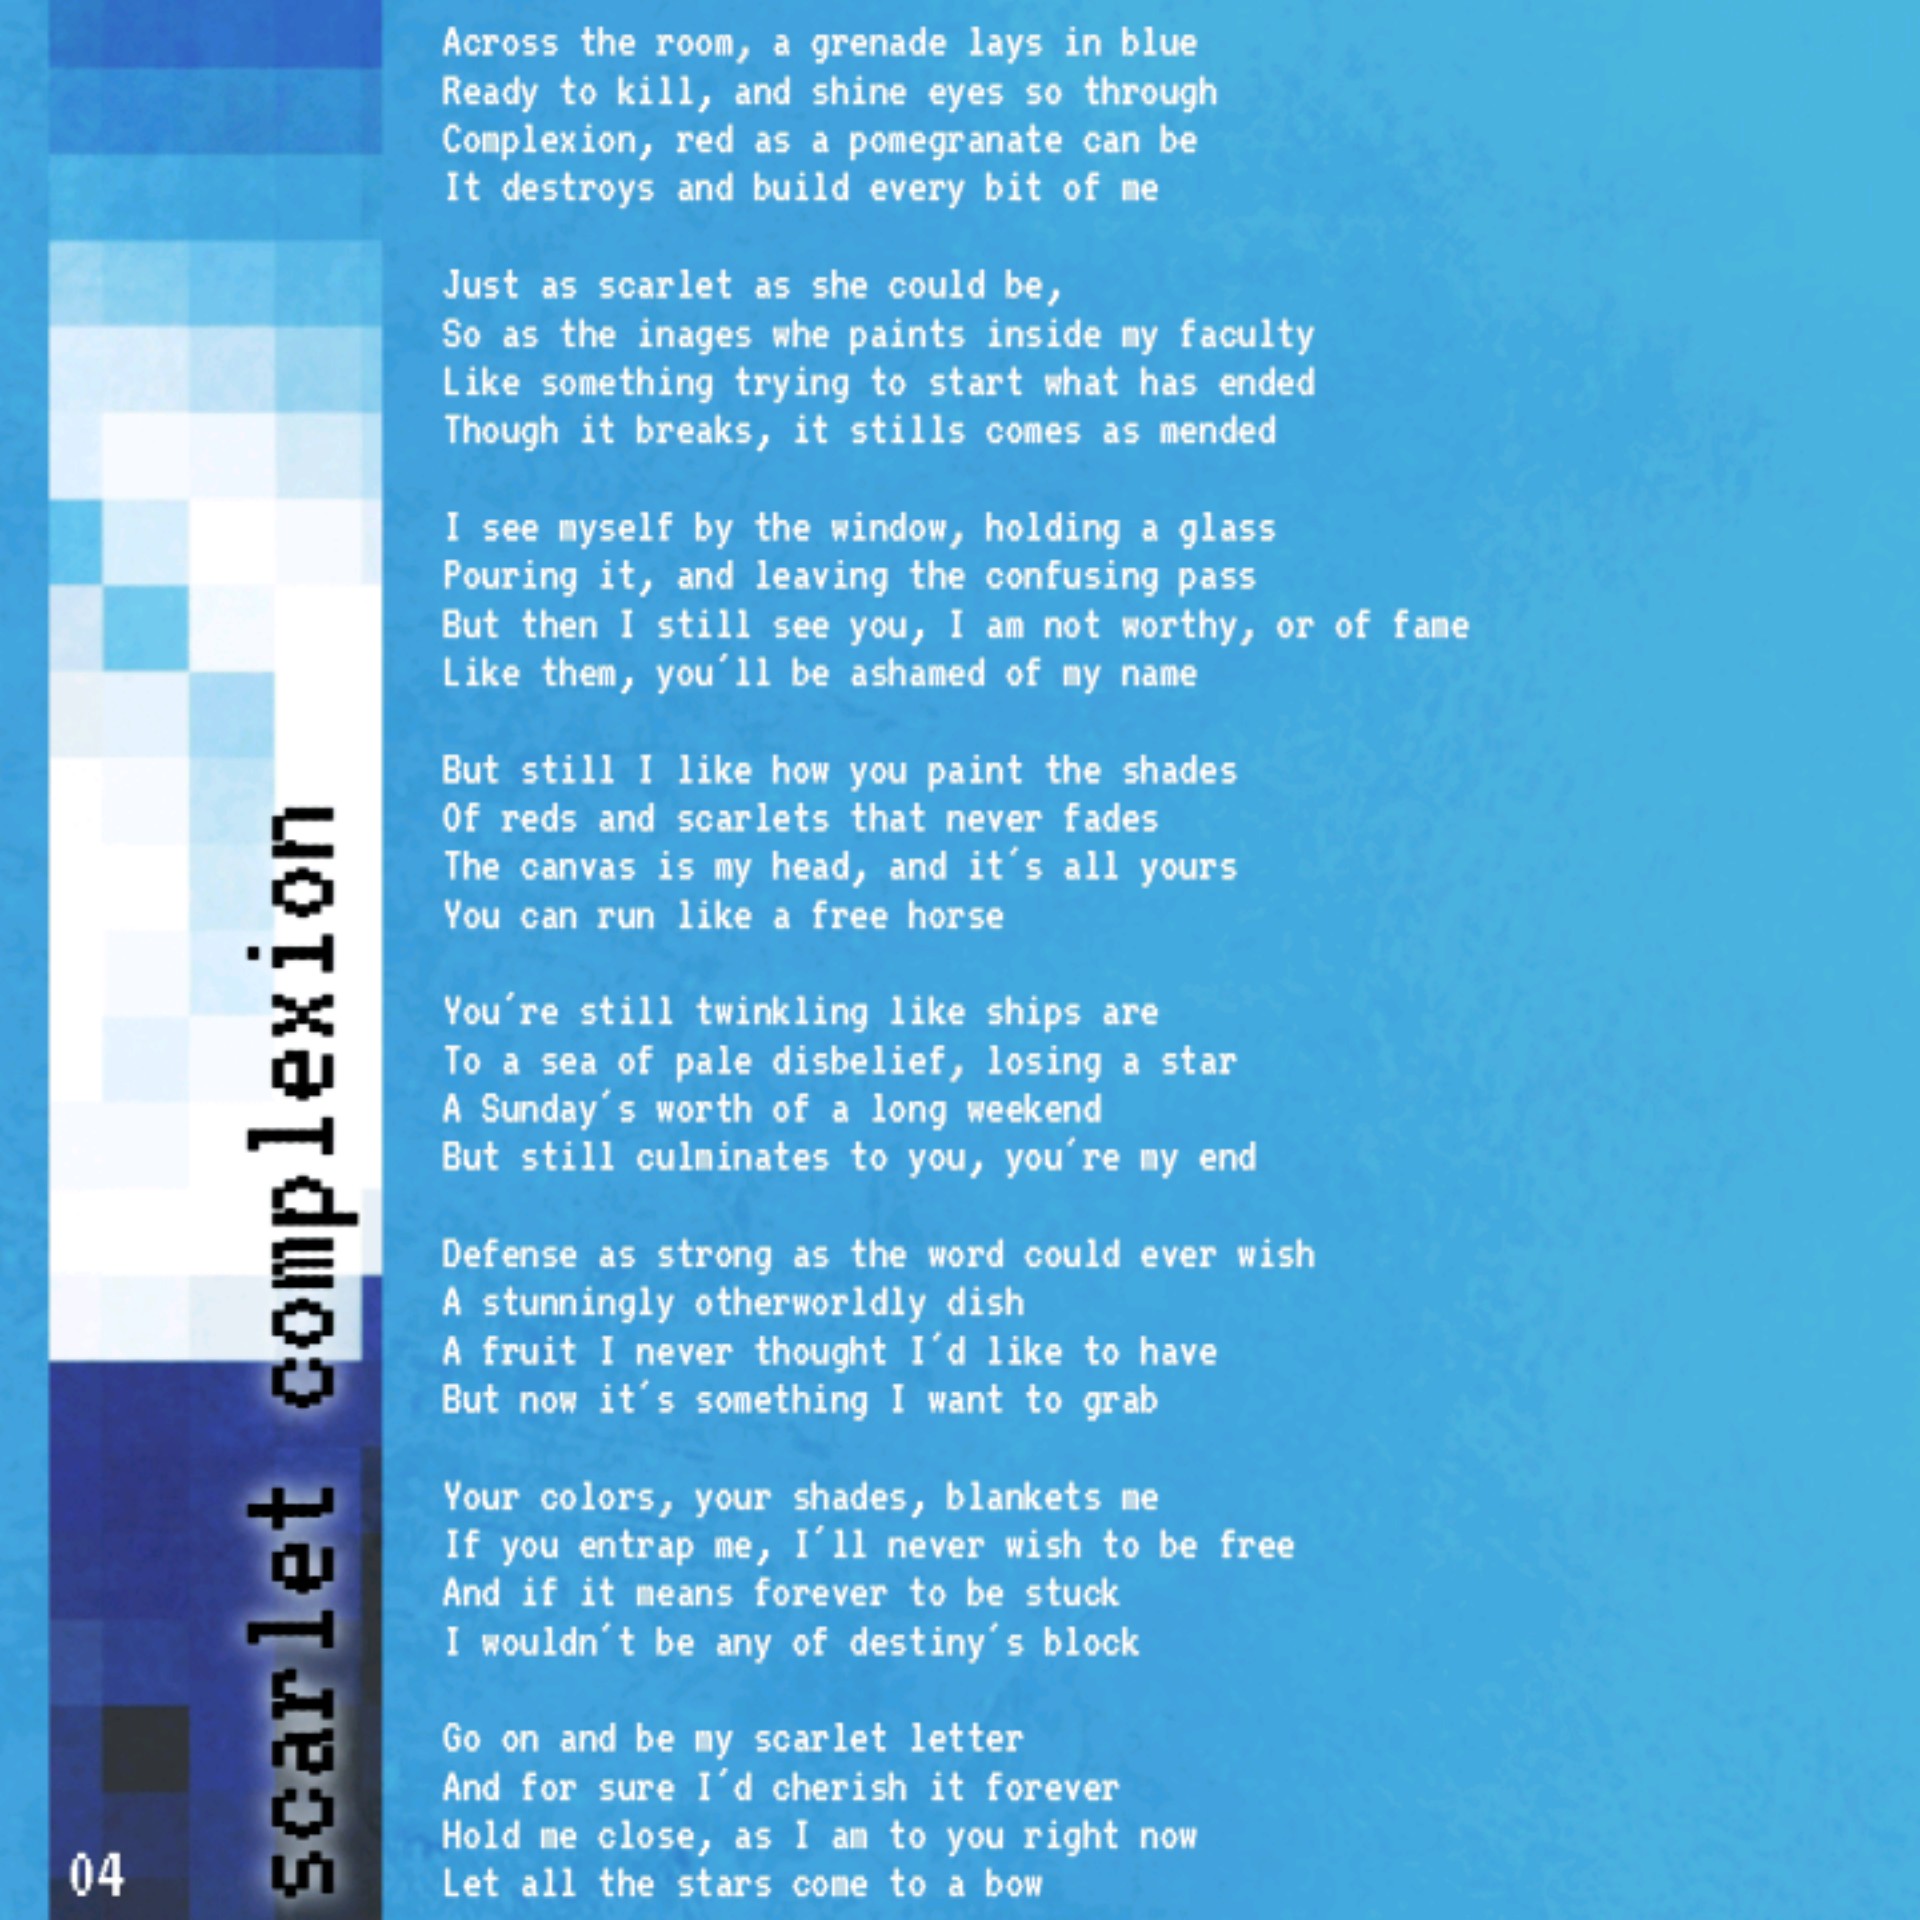 Across the room, a grenade lays in blue
Ready to kill, and shine eyes so through
Complexion, red as a pomegranate can be
It destroys and build every bit of me
Just as scarlet as she could be,
So as the inages whe paints inside my faculty
Like something trying to start what has ended
Though it breaks, it stills comes as mended
I see myself by the window, holding a glass
Pouring it, and leaving the confusing pass
But then I still see you, I am not worthy, or of fame
Like them, you´ll be ashamed of my name
But still I like how you paint the shades
Of reds and scarlets that never fades
The canvas is my head, and it´s all yours
You can run like a free horse
You´re still twinkling like ships are
To a sea of pale disbelief, losing a star
A Sunday´s worth of a long weekend
But still culminates to you, you´re my end
Defense as strong as the word could ever wish
A stunningly otherworldly dish
A fruit I never thought I´d like to have
But now it´s something I want to grab
Your colors, your shades, blankets me
If you entrap me, I´ll never wish to be free
And if it means forever to be stuck
I wouldn´t be any of destiny´s block
Go on and be my scarlet letter
And for sure I´d cherish it forever
Hold me close, as I am to you right now
Let all the stars come to a bow
scarlet complexion
04